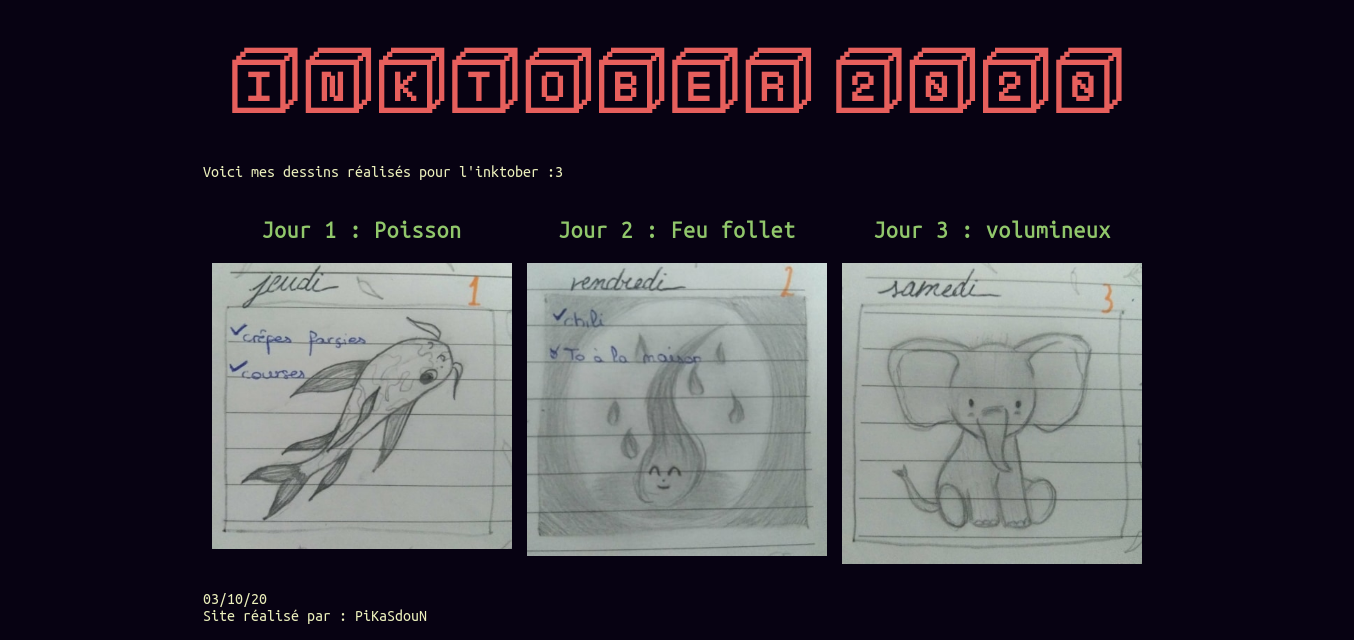 INKTOBER 2020
Voici mes dessins réalisés pour l'inktober :3
Jour 1 : Poisson
Jour 2 : Feu follet
Jour 3 : volumineux
jeudi 1
✓crêpes farçies
✓courses
vendredi 2
✓chili
To à la maison
samedi 3
03/10/20
Site réalisé par : PiKaSdouN